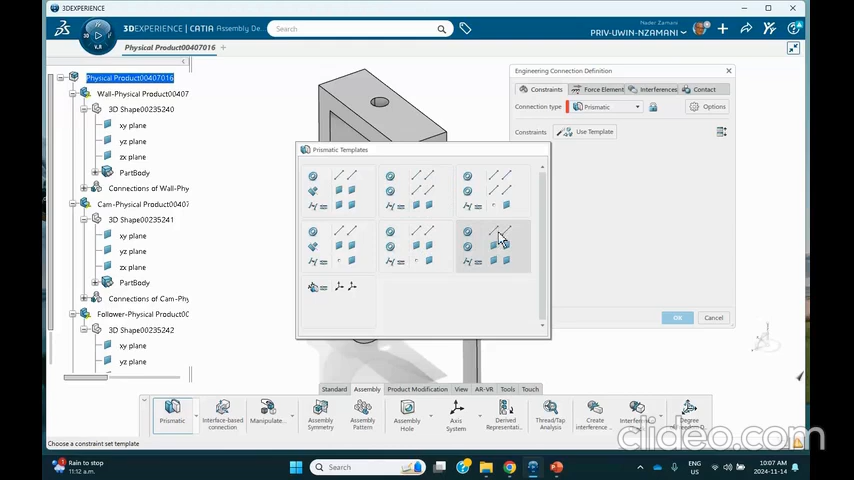 3DEXPERIENCE
3DEXPERIENCE | CATIA Assembly De...
Search
Nader Zamani
PRIV-UWIN-NZAMANI
3D
V.R
Physical Product00407016
Physical Product00407016
Wall-Physical Product00407
3D Shape00235240
xy plane
yz plane
zx plane
PartBody
Connections of Wall-Phy
Cam-Physical Product00407
3D Shape00235241
xy plane
yz plane
zx plane
PartBody
Connections of Cam-Phy
Follower-Physical Product00407
3D Shape00235242
xy plane
yz plane
Engineering Connection Definition
Constraints
Force Element
Interferences
Contact
Connection type:
Prismatic
Options
Constraints:
Use Template
OK
Cancel
Prismatic Templates
Standard
Assembly
Product Modification
View
AR-VR
Tools
Touch
Prismatic
Interface-based
connection
Manipulate...
Assembly
Symmetry
Assembly
Pattern
Assembly
Hole
Axis
System
Derived
Representati...
Thread/Tap
Analysis
Create
interference ...
Choose a constraint set template
clideo.com
Rain to stop
11:12 a.m.
Search
ENG
US
10:07 AM
2024-11-14